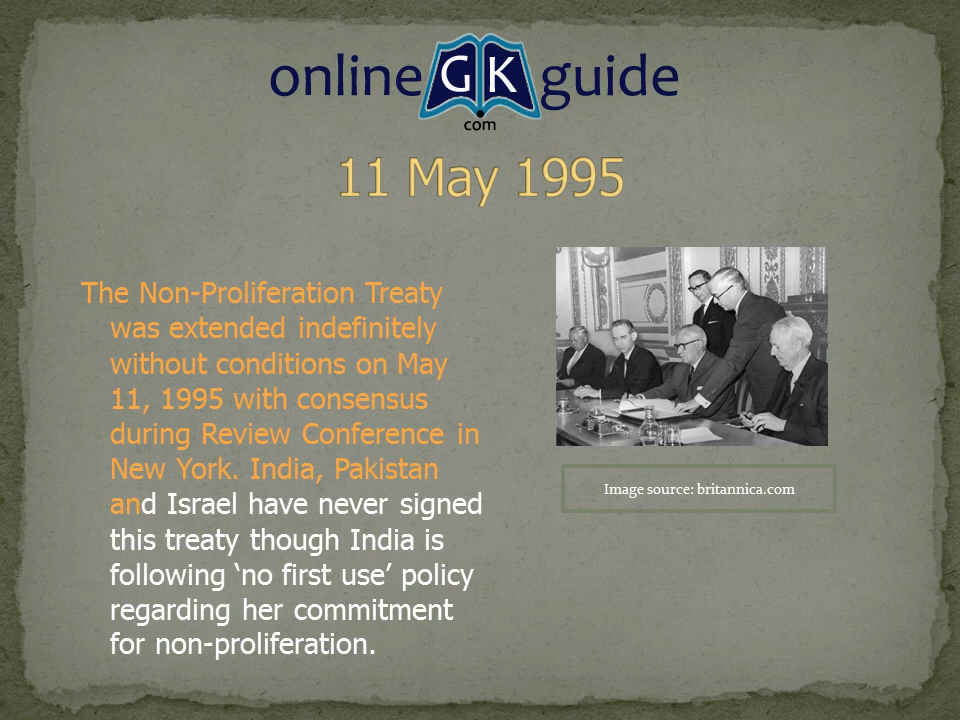 online GK guide
com
11 May 1995
The Non-Proliferation Treaty
was extended indefinitely
without conditions on May
11, 1995 with consensus
during Review Conference in
New York. India, Pakistan
and Israel have never signed
this treaty though India is
following ‘no first use’ policy
regarding her commitment
for non-proliferation.
Image source: britannica.com